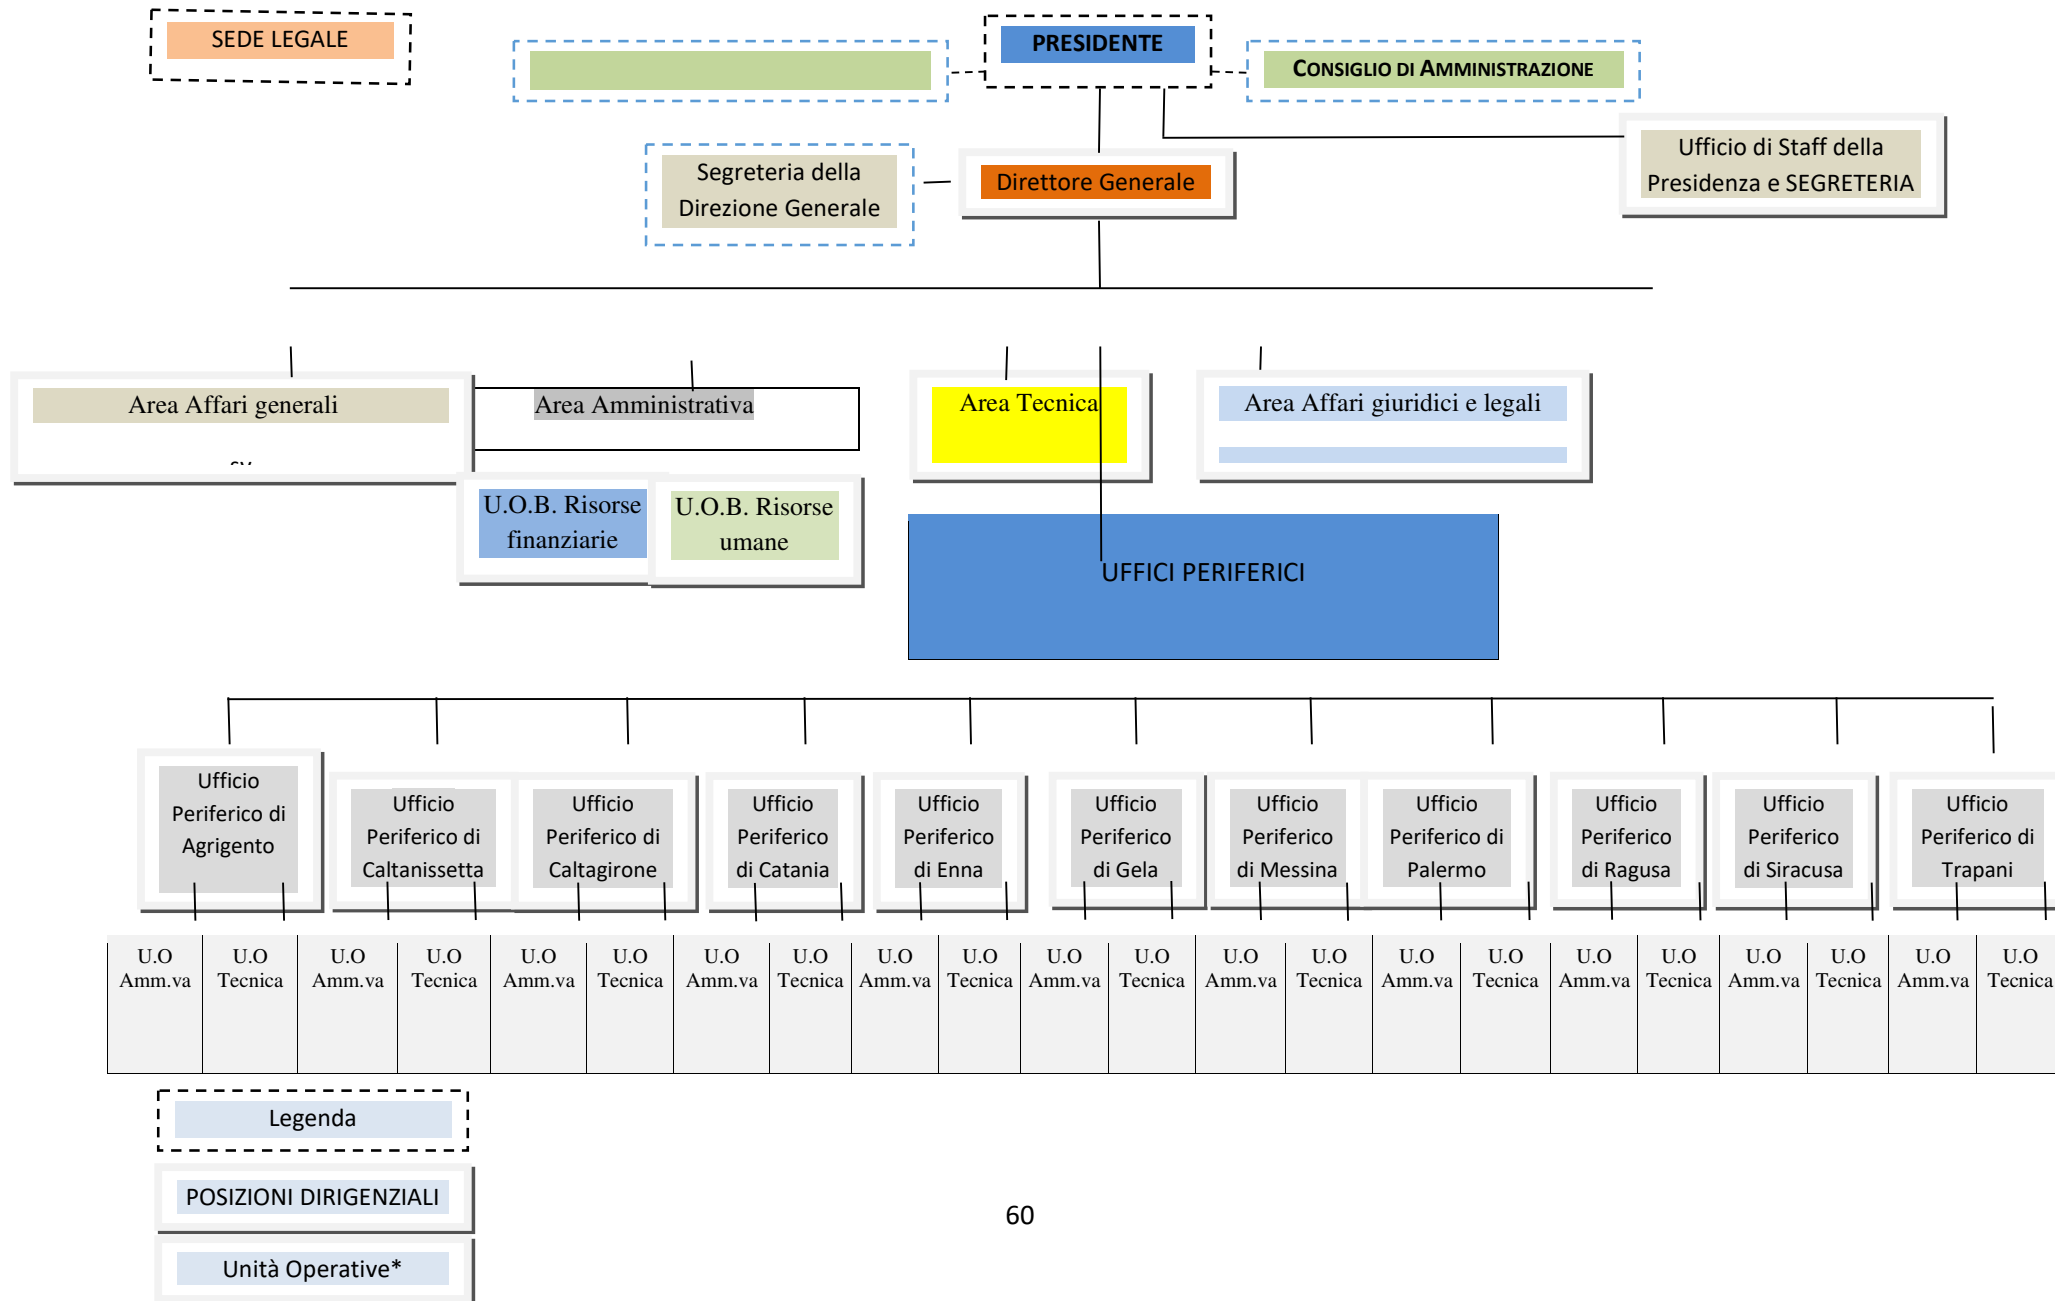 SEDE LEGALE
PRESIDENTE
CONSIGLIO DI AMMINISTRAZIONE
Segreteria della
Direzione Generale
Direttore Generale
Ufficio di Staff della
Presidenza e SEGRETERIA
Area Affari generali
Area Amministrativa
Area Tecnica
Area Affari giuridici e legali
U.O.B. Risorse
finanziarie
U.O.B. Risorse
umane
UFFICI PERIFERICI
Ufficio
Periferico di
Agrigento
Ufficio
Periferico di
Caltanissetta
Ufficio
Periferico di
Caltagirone
Ufficio
Periferico
di Catania
Ufficio
Periferico
di Enna
Ufficio
Periferico
di Gela
Ufficio
Periferico
di Messina
Ufficio
Periferico di
Palermo
Ufficio
Periferico
di Ragusa
Ufficio
Periferico
di Siracusa
Ufficio
Periferico di
Trapani
U.O
Amm.va
U.O
Tecnica
U.O
Amm.va
U.O
Tecnica
U.O
Amm.va
U.O
Tecnica
U.O
Amm.va
U.O
Tecnica
U.O
Amm.va
U.O
Tecnica
U.O
Amm.va
U.O
Tecnica
U.O
Amm.va
U.O
Tecnica
U.O
Amm.va
U.O
Tecnica
U.O
Amm.va
U.O
Tecnica
U.O
Amm.va
U.O
Tecnica
U.O
Amm.va
U.O
Tecnica
Legenda
POSIZIONI DIRIGENZIALI
Unità Operative*
60